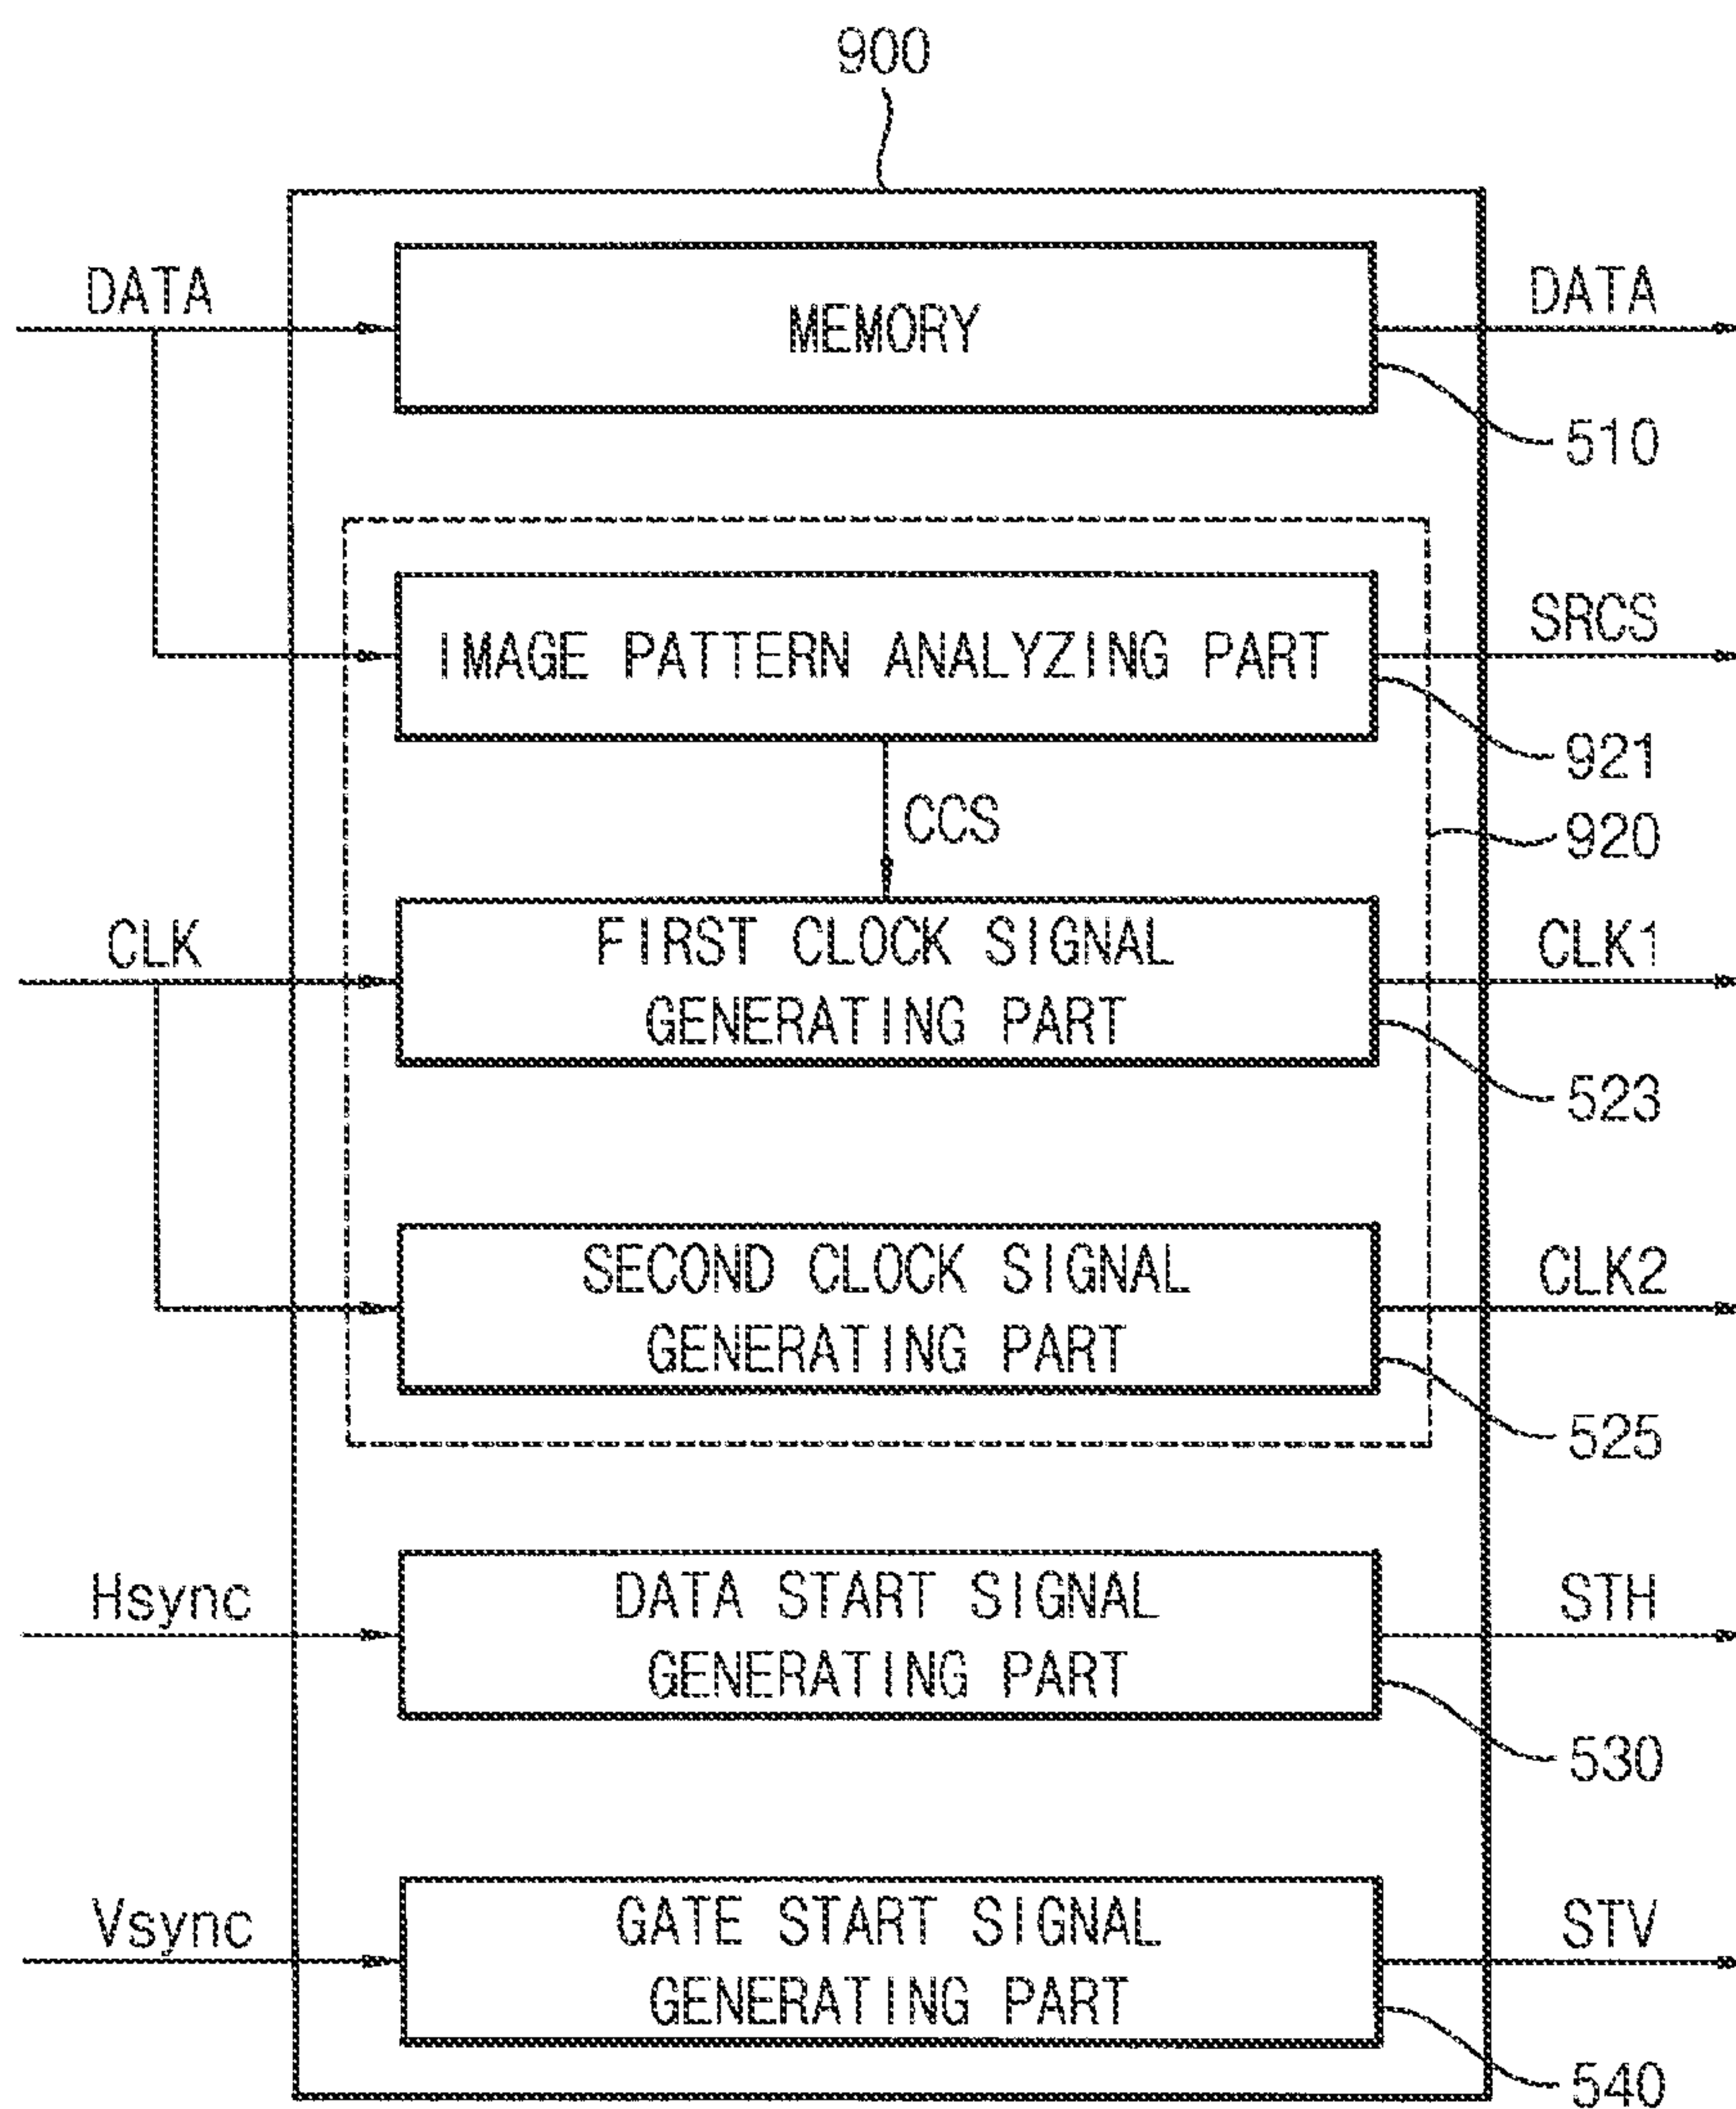 900
DATA
MEMORY
DATA
510
IMAGE PATTERN ANALYZING PART
SRCS
921
CCS
920
CLK
FIRST CLOCK SIGNAL
GENERATING PART
CLK1
523
SECOND CLOCK SIGNAL
GENERATING PART
CLK2
525
Hsync
DATA START SIGNAL
GENERATING PART
STH
530
Vsync
GATE START SIGNAL
GENERATING PART
STV
540